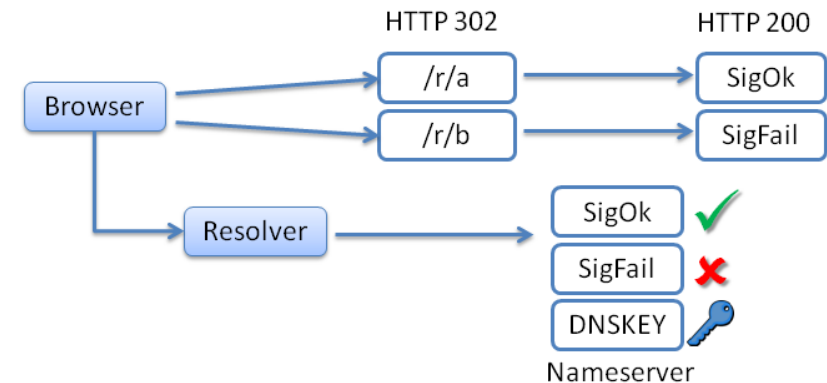 HTTP 302
HTTP 200
Browser
/r/a
SigOk
/r/b
SigFail
Resolver
SigOk
SigFail
DNSKEY
Nameserver